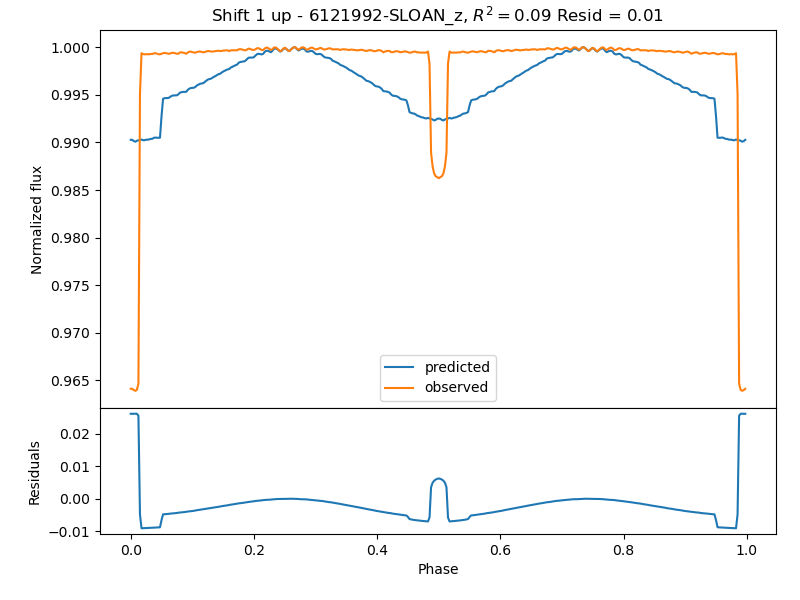 Shift 1 up - 6121992-SLOAN_z, R² = 0.09 Resid = 0.01
1.000
0.995
0.990
0.985
0.980
0.975
0.970
0.965
Normalized flux
predicted
observed
0.02
0.01
0.00
−0.01
Residuals
0.0 0.2 0.4 0.6 0.8 1.0
Phase